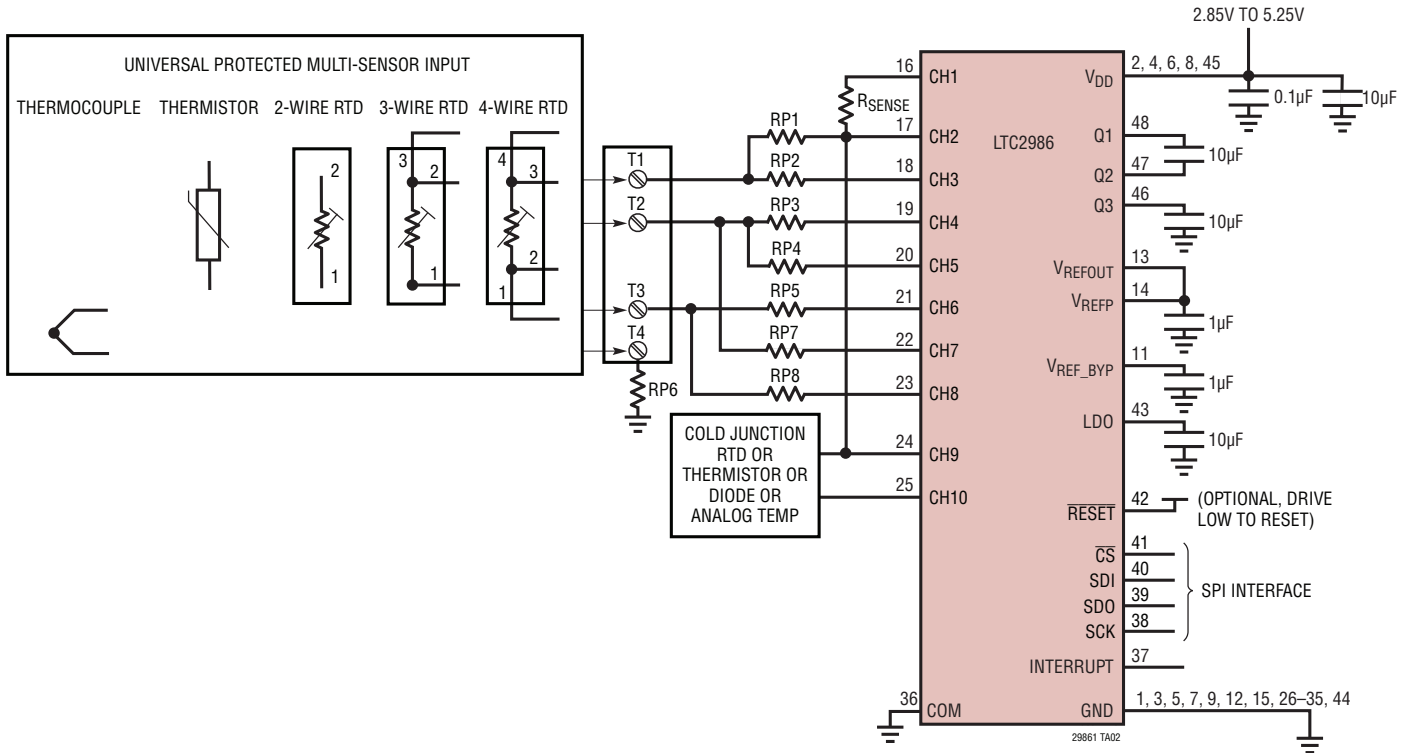 2.85V TO 5.25V
UNIVERSAL PROTECTED MULTI-SENSOR INPUT
THERMOCOUPLE THERMISTOR 2-WIRE RTD 3-WIRE RTD 4-WIRE RTD
2
1
3
2
1
4
3
2
1
T1
T2
T3
T4
RP1
RP2
RP3
RP4
RP5
RP7
RP8
RP6
RSENSE
COLD JUNCTION
RTD OR
THERMISTOR OR
DIODE OR
ANALOG TEMP
LTC2986
16 CH1
17 CH2
18 CH3
19 CH4
20 CH5
21 CH6
22 CH7
23 CH8
24 CH9
25 CH10
36 COM
VDD 2, 4, 6, 8, 45
0.1µF
10µF
Q1 48
10µF
Q2 47
Q3 46
10µF
VREFOUT 13
VREFP 14
1µF
VREF_BYP 11
1µF
LDO 43
10µF
RESET 42
(OPTIONAL, DRIVE
LOW TO RESET)
CS 41
SDI 40
SDO 39
SCK 38
SPI INTERFACE
INTERRUPT 37
GND 1, 3, 5, 7, 9, 12, 15, 26–35, 44
29861 TA02